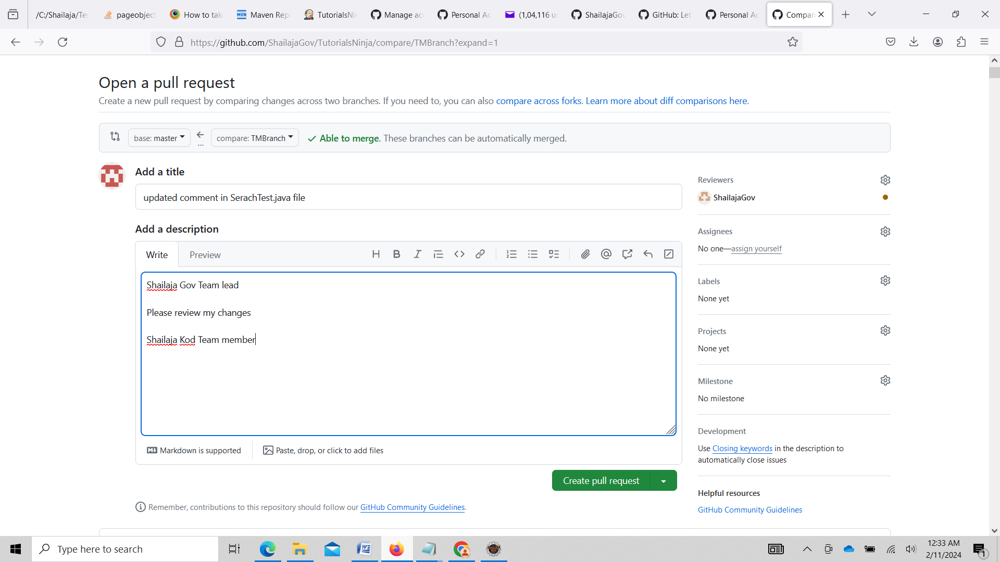 /C:/Shailaja/Tes
pageobject
How to tak
MVN Maven Rep
TutorialsNin
Manage acc
Personal Ac
(1,04,116 un
ShailajaGov
GitHub: Let
Personal Ac
Compari
https://github.com/ShailajaGov/TutorialsNinja/compare/TMBranch?expand=1
Open a pull request
Create a new pull request by comparing changes across two branches. If you need to, you can also compare across forks. Learn more about diff comparisons here.
base: master
...
compare: TMBranch
Able to merge. These branches can be automatically merged.
Add a title
updated comment in SerachTest.java file
Add a description
Write
Preview
Shailaja Gov Team lead
Please review my changes
Shailaja Kod Team member
Markdown is supported
Paste, drop, or click to add files
Create pull request
Remember, contributions to this repository should follow our GitHub Community Guidelines.
Reviewers
ShailajaGov
Assignees
No one—assign yourself
Labels
None yet
Projects
None yet
Milestone
No milestone
Development
Use Closing keywords in the description to
automatically close issues
Helpful resources
GitHub Community Guidelines
Type here to search
12:33 AM
2/11/2024
1